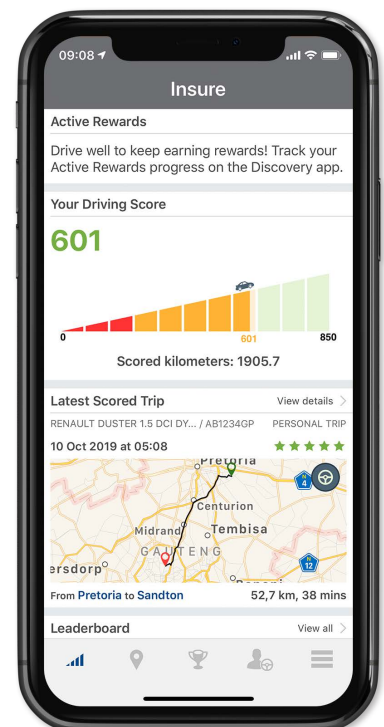 09:08
Insure
Active Rewards
Drive well to keep earning rewards! Track your
Active Rewards progress on the Discovery app.
Your Driving Score
601
0 601 850
Scored kilometers: 1905.7
Latest Scored Trip View details
RENAULT DUSTER 1.5 DCI DY... / AB1234GP PERSONAL TRIP
10 Oct 2019 at 05:08
Pretoria
N
4
Centurion
Midrand Tembisa
GAUTENG
ersdorp
N
12
From Pretoria to Sandton 52,7 km, 38 mins
Leaderboard View all